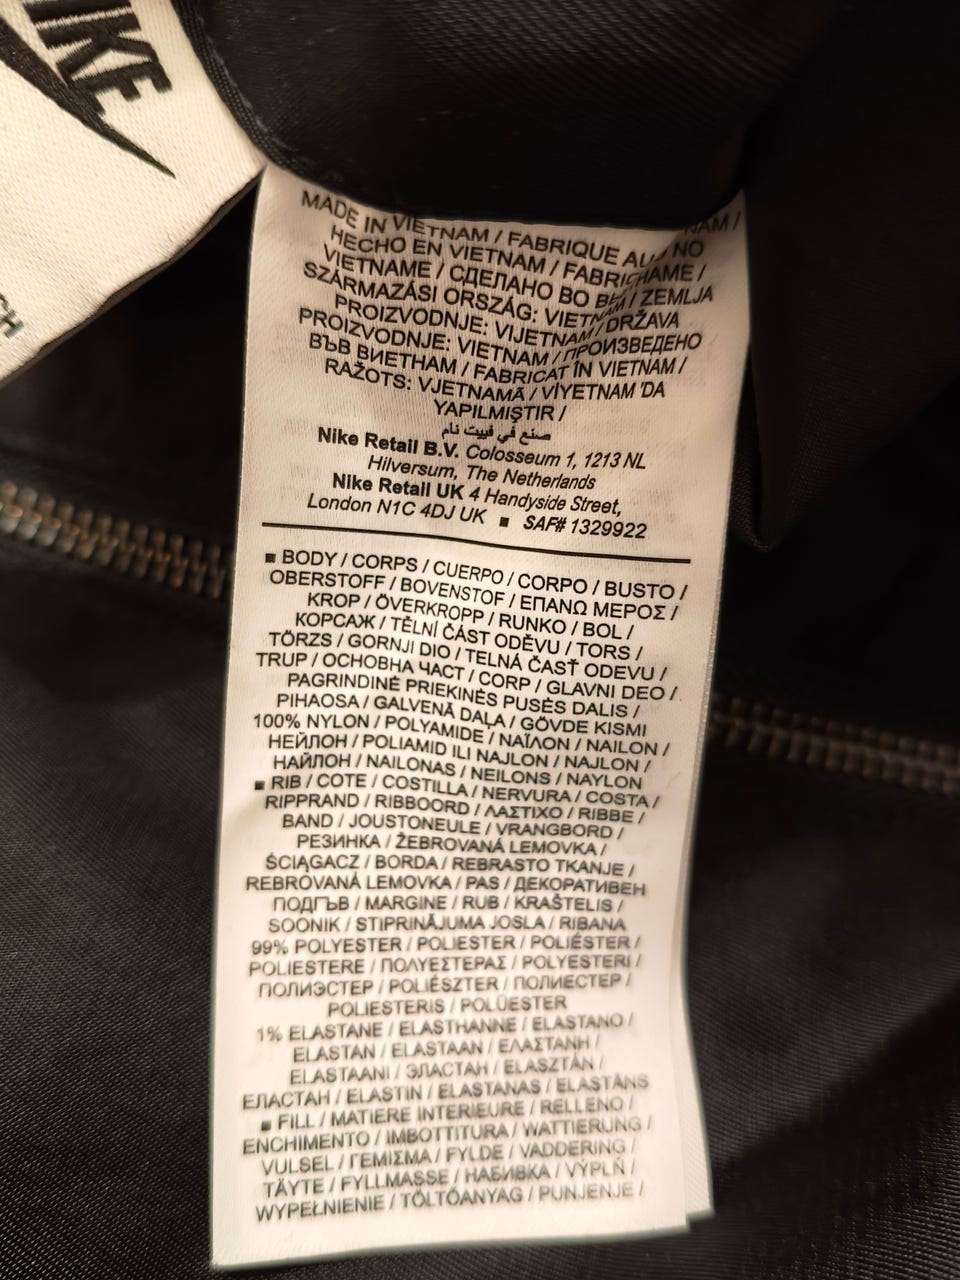 NIKE
CH
MADE IN VIETNAM / FABRIQUE AU NAM /
HECHO EN VIETNAM / FABRI NO
VIETNAME / СДЕЛАНО ВО ВЬ HAME /
SZÁRMAZÁSI ORSZÁG: VIETNAM / ZEMLJA
PROIZVODNJE: VIJETNAM / DRŽAVA
PROIZVODNJE: VIETNAM / ПРОИЗВЕДЕНО
ВЪВ ВИЕТНАМ / FABRICAT ÎN VIETNAM /
RAŽOTS: VJETNAMĀ / VİYETNAM 'DA
YAPILMIŞTIR /
صنع في فييت نام
Nike Retail B.V. Colosseum 1, 1213 NL
Hilversum, The Netherlands
Nike Retail UK 4 Handyside Street,
London N1C 4DJ UK ■ SAF# 1329922
■ BODY / CORPS / CUERPO / CORPO / BUSTO /
OBERSTOFF / BOVENSTOF / ΕΠΑΝΩ ΜΕΡΟΣ /
KROP / ÖVERKROPP / RUNKO / BOL /
КОРСАЖ / TĚLNÍ ČÁST ODĚVU / TORS /
TÖRZS / GORNJI DIO / TELNÁ ČASŤ ODEVU /
TRUP / ОСНОВНА ЧАСТ / CORP / GLAVNI DEO /
PAGRINDINĖ PRIEKINĖS PUSĖS DALIS /
PIHAOSA / GALVENĀ DAĻA / GÖVDE KISMI
100% NYLON / POLYAMIDE / ΝΑΪΛΟΝ / NAILON /
НЕЙЛОН / POLIAMID ILI NAJLON / NAJLON /
НАЙЛОН / NAILONAS / NEILONS / NAYLON
■ RIB / COTE / COSTILLA / NERVURA / COSTA /
RIPPRAND / RIBBOORD / ΛΑΣΤΙΧΟ / RIBBE /
BAND / JOUSTONEULE / VRANGBORD /
РЕЗИНКА / ŽEBROVANÁ LEMOVKA /
ŚCIĄGACZ / BORDA / REBRASTO TKANJE /
REBROVANÁ LEMOVKA / PAS / ДЕКОРАТИВЕН
ПОДГЪВ / MARGINE / RUB / KRAŠTELIS /
SOONIK / STIPRINĀJUMA JOSLA / RIBANA
99% POLYESTER / POLIESTER / POLIÉSTER /
POLIESTERE / ΠΟΛΥΕΣΤΕΡΑΣ / POLYESTERI /
ПОЛИЭСТЕР / POLIÉSZTER / ПОЛИЕСТЕР /
POLIESTERIS / POLÜESTER
1% ELASTANE / ELASTHANNE / ELASTANO /
ELASTAN / ELASTAAN / ΕΛΑΣΤΑΝΗ /
ELASTAANI / ЭЛАСТАН / ELASZTÁN /
ЕЛАСТАН / ELASTIN / ELASTANAS / ELASTĀNS
■ FILL / MATIERE INTERIEURE / RELLENO /
ENCHIMENTO / IMBOTTITURA / WATTIERUNG /
VULSEL / ΓΕΜΙΣΜΑ / FYLDE / VADDERING /
TÄYTE / FYLLMASSE / НАБИВКА / VÝPLŇ /
WYPEŁNIENIE / TÖLTŐANYAG / PUNJENJE /